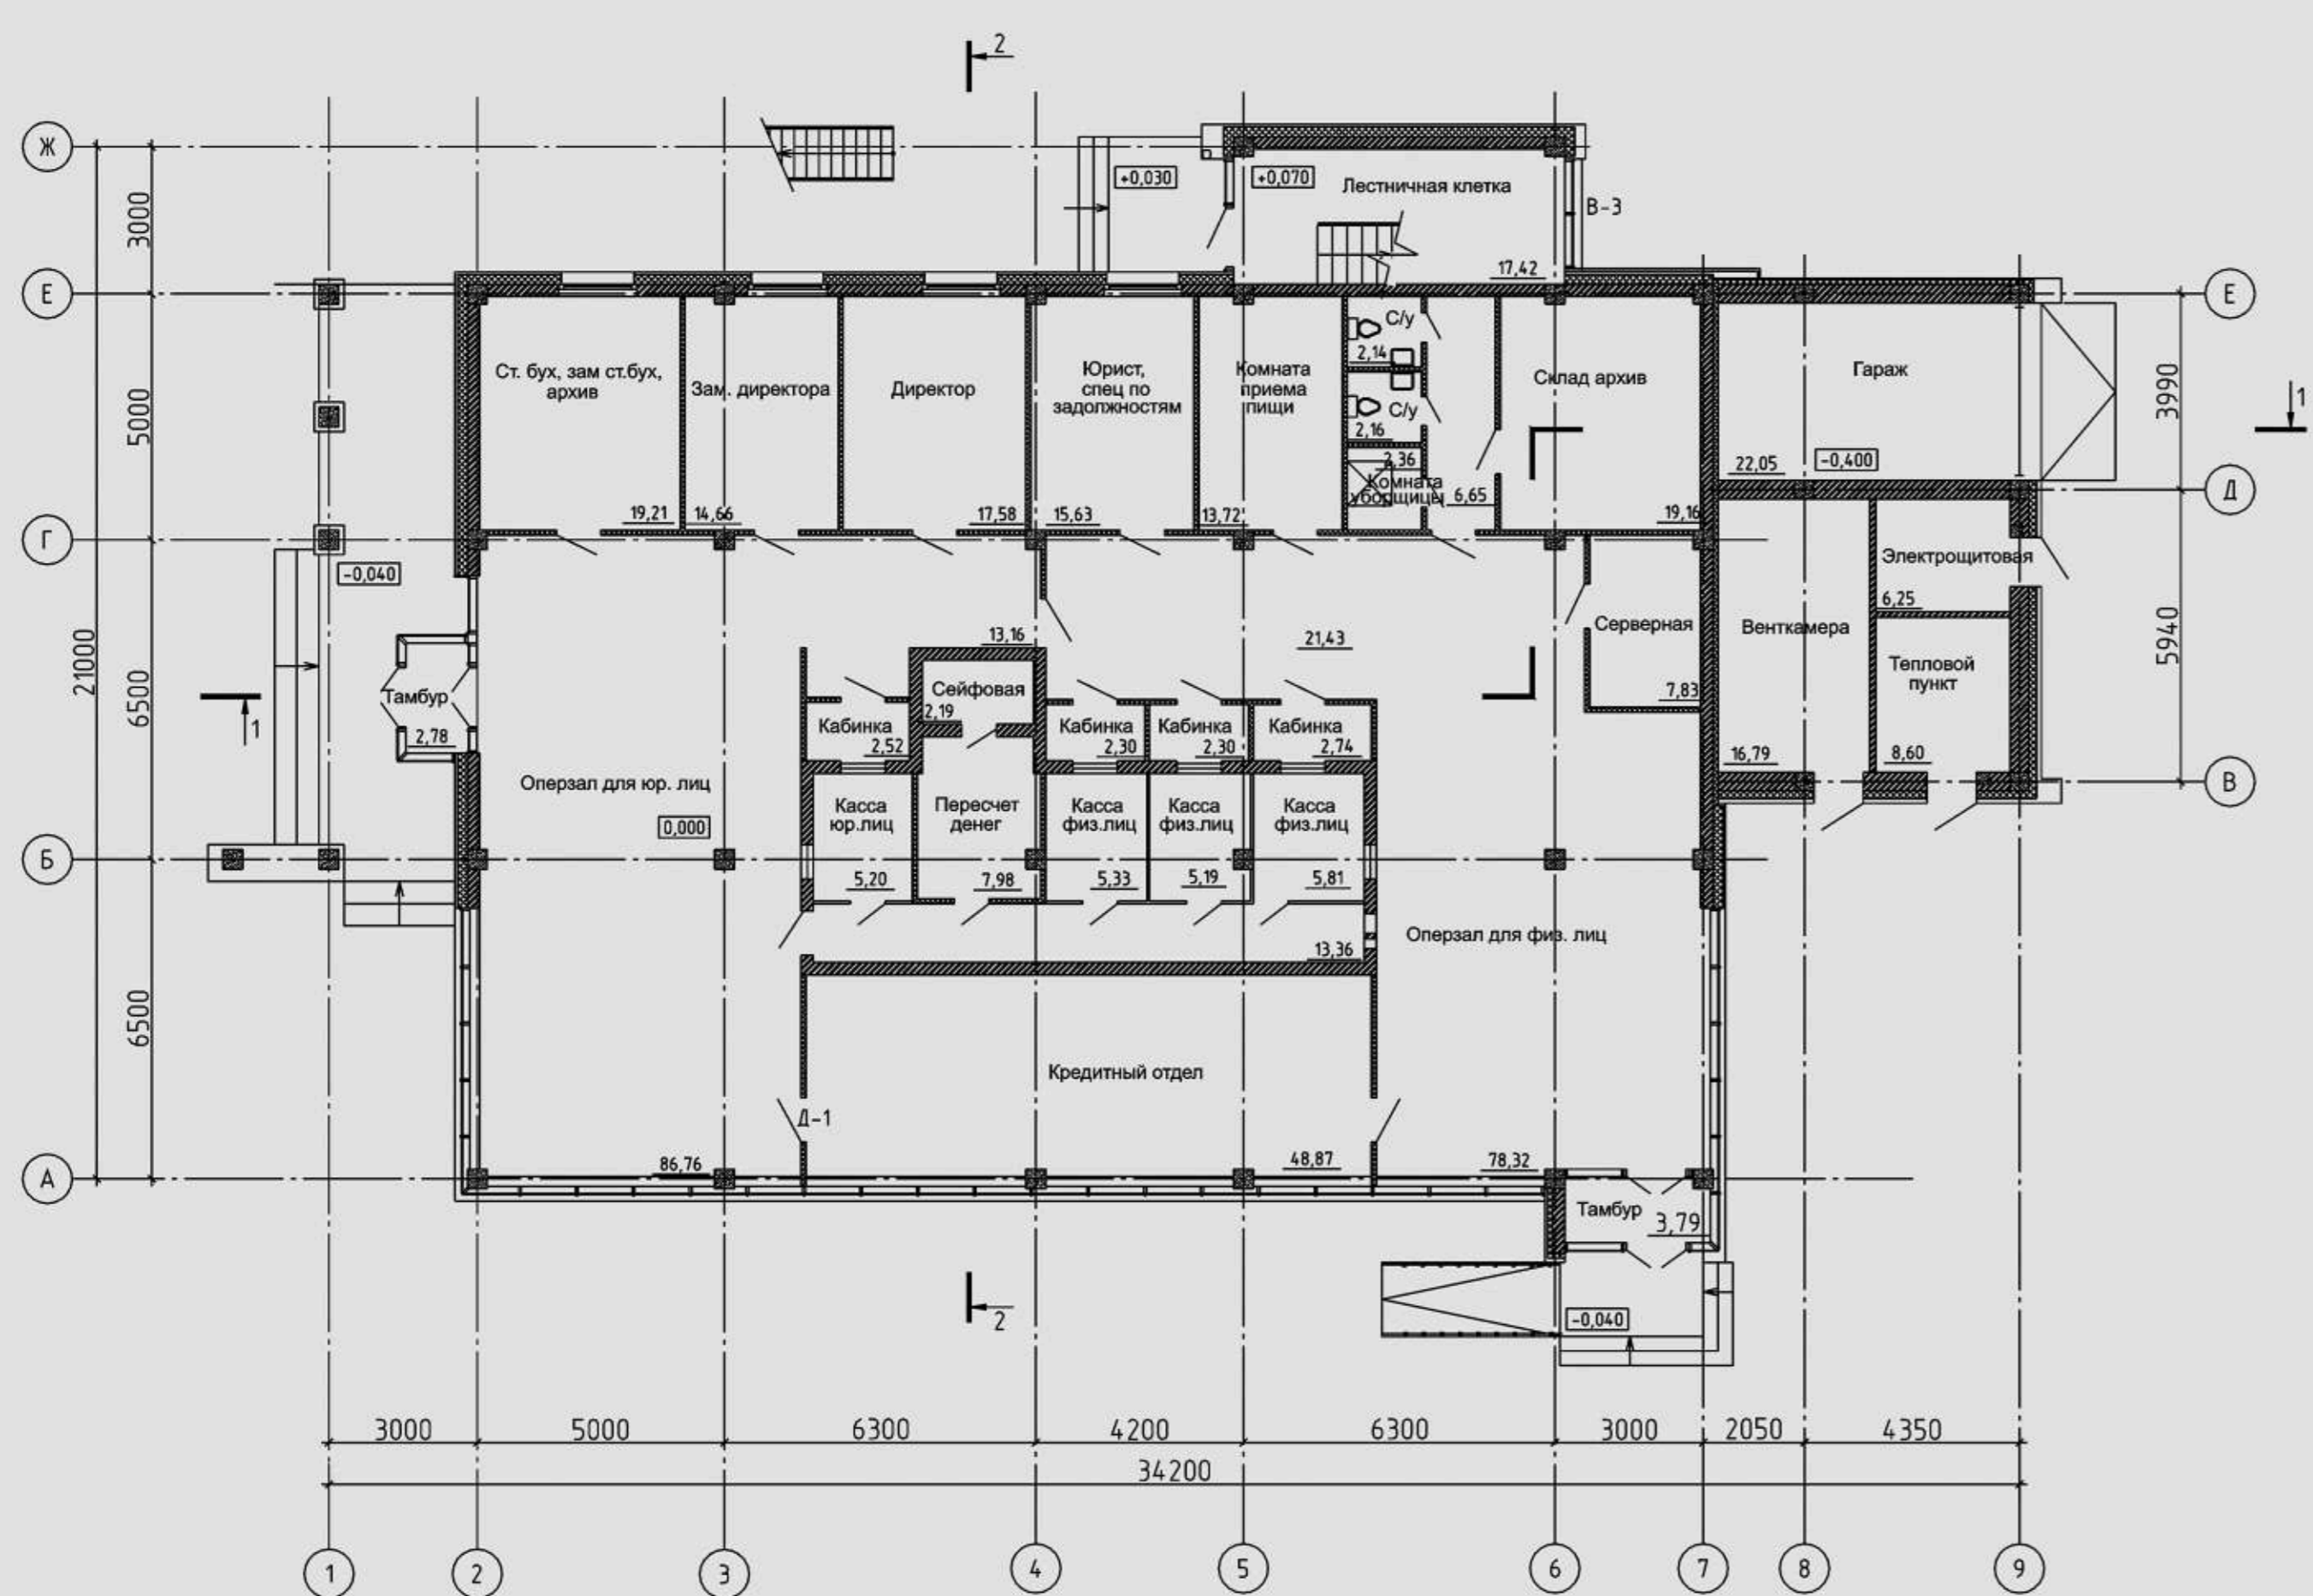 2
Ж
+0,030
+0,070
Лестничная клетка
В-3
3000
17,42
Е
Е
Ст. бух, зам ст.бух,
архив
19,21
Зам. директора
14,66
Директор
17,58
Юрист,
спец по
задолжностям
15,63
Комната
приема
пищи
13,72
С/у
2,14
С/у
2,16
2,36
Комната
уборщицы
6,65
Склад архив
19,16
Гараж
22,05
-0,400
3990
1
5000
Д
Г
-0,040
Электрощитовая
6,25
13,16
21,43
Серверная
7,83
Венткамера
16,79
Тепловой
пункт
8,60
5940
21000
6500
1
Тамбур
2,78
Сейфовая
2,19
Кабинка
2,52
Кабинка
2,30
Кабинка
2,30
Кабинка
2,74
В
Оперзал для юр. лиц
0,000
Касса
юр.лиц
5,20
Пересчет
денег
7,98
Касса
физ.лиц
5,33
Касса
физ.лиц
5,19
Касса
физ.лиц
5,81
Б
Оперзал для физ. лиц
13,36
6500
Кредитный отдел
Д-1
86,76
48,87
78,32
А
Тамбур
3,79
2
-0,040
3000
5000
6300
4200
6300
3000
2050
4350
34200
1
2
3
4
5
6
7
8
9